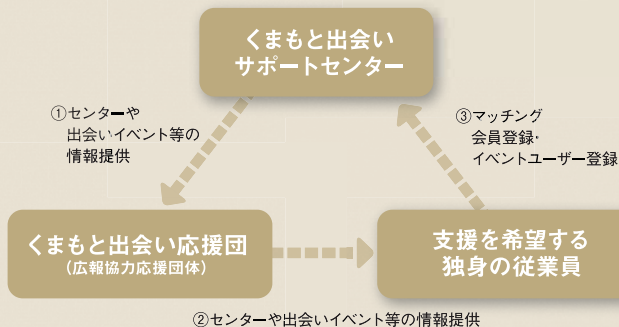 くまもと出会い
サポートセンター
①センターや
出会いイベント等の
情報提供
③マッチング
会員登録・
イベントユーザー登録
くまもと出会い応援団
（広報協力応援団体）
支援を希望する
独身の従業員
②センターや出会いイベント等の情報提供